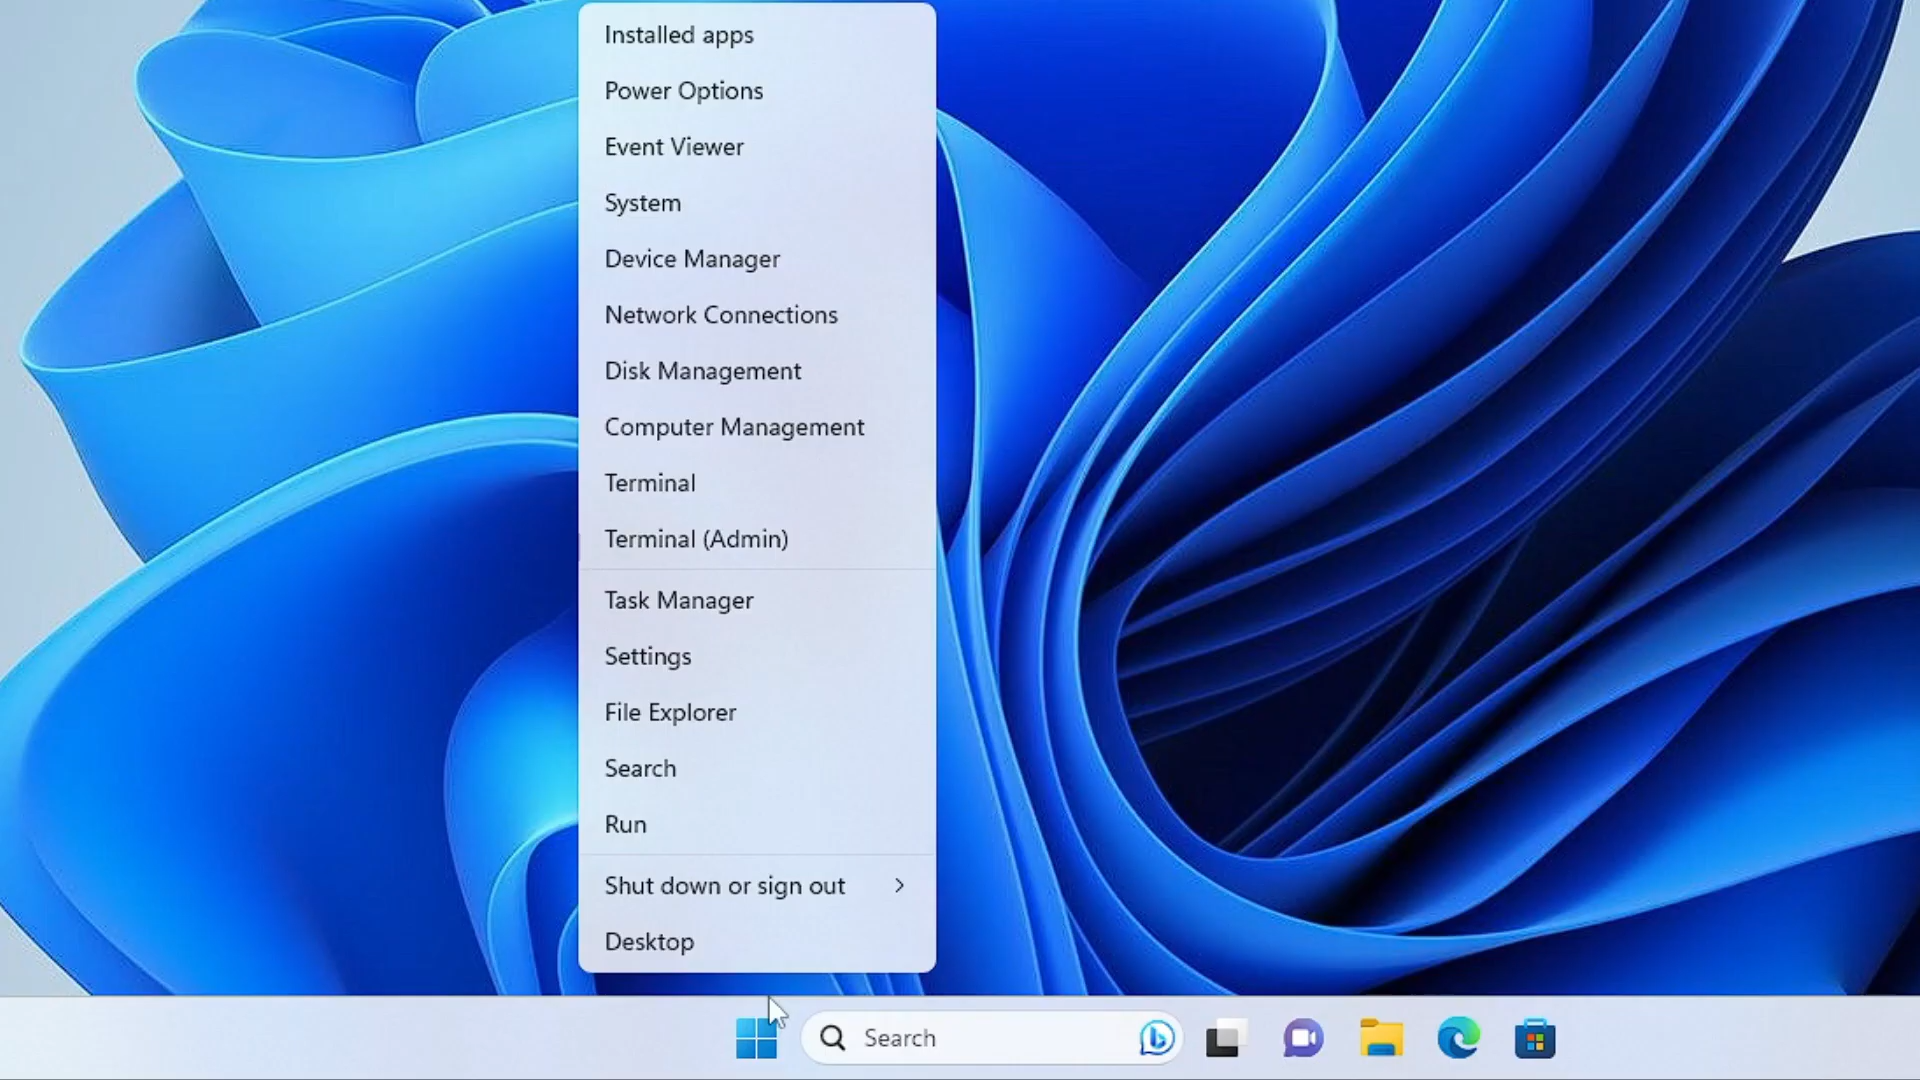 Installed apps
Power Options
Event Viewer
System
Device Manager
Network Connections
Disk Management
Computer Management
Terminal
Terminal (Admin)
Task Manager
Settings
File Explorer
Search
Run
Shut down or sign out
Desktop
Search